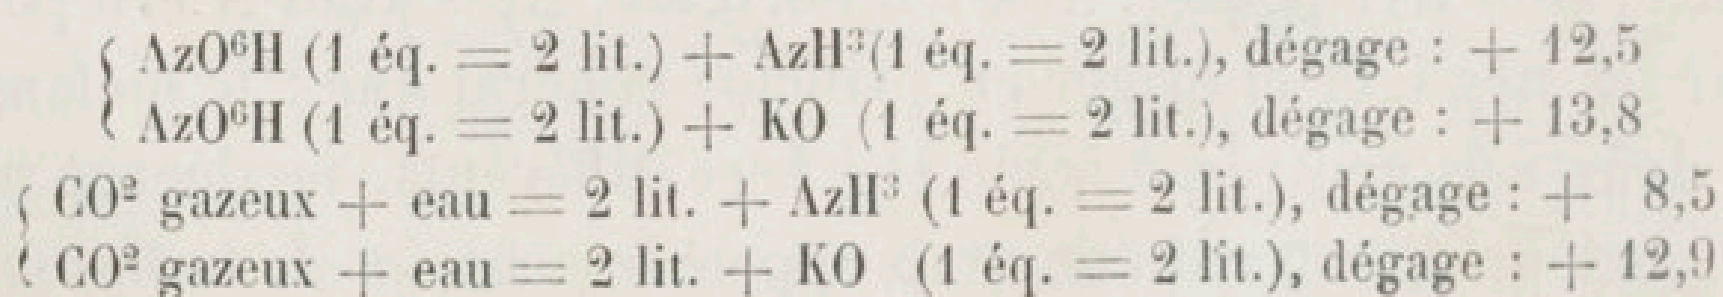 AzO⁶H (1 éq. = 2 lit.) + AzH³ (1 éq. = 2 lit.), dégage : + 12,5
AzO⁶H (1 éq. = 2 lit.) + KO (1 éq. = 2 lit.), dégage : + 13,8
CO² gazeux + eau = 2 lit. + AzH³ (1 éq. = 2 lit.), dégage : + 8,5
CO² gazeux + eau = 2 lit. + KO (1 éq. = 2 lit.), dégage : + 12,9